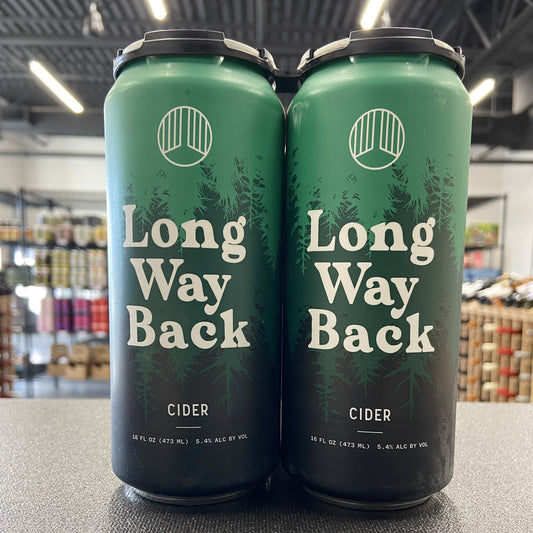 Long
Way
Back
CIDER
16 FL OZ (473 ML) 5.4% ALC BY VOL
Long
Way
Back
CIDER
16 FL OZ (473 ML) 5.4% ALC BY VOL